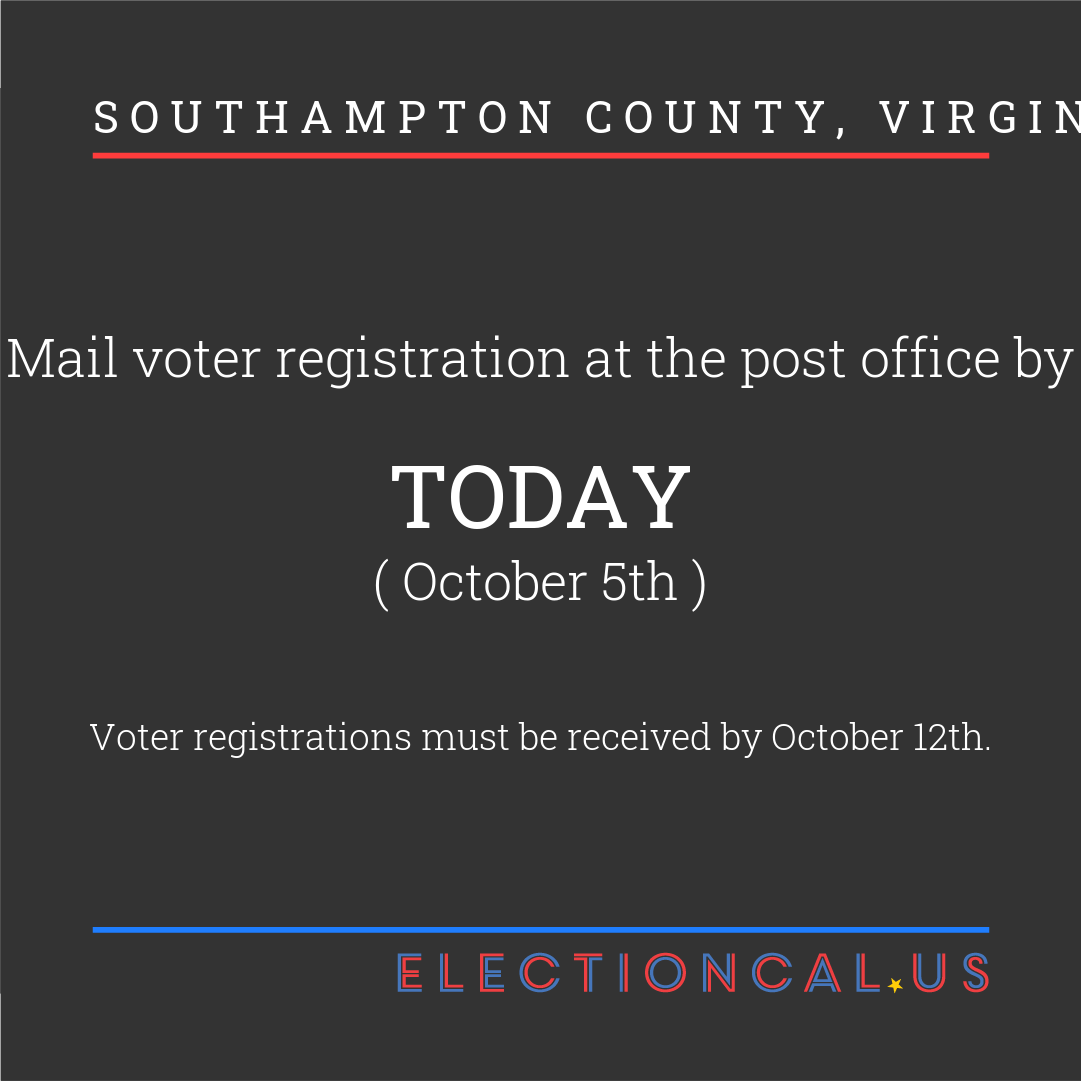 SOUTHAMPTON COUNTY, VIRGIN
Mail voter registration at the post office by
TODAY
( October 5th )
Voter registrations must be received by October 12th.
ELECTIONCAL.US